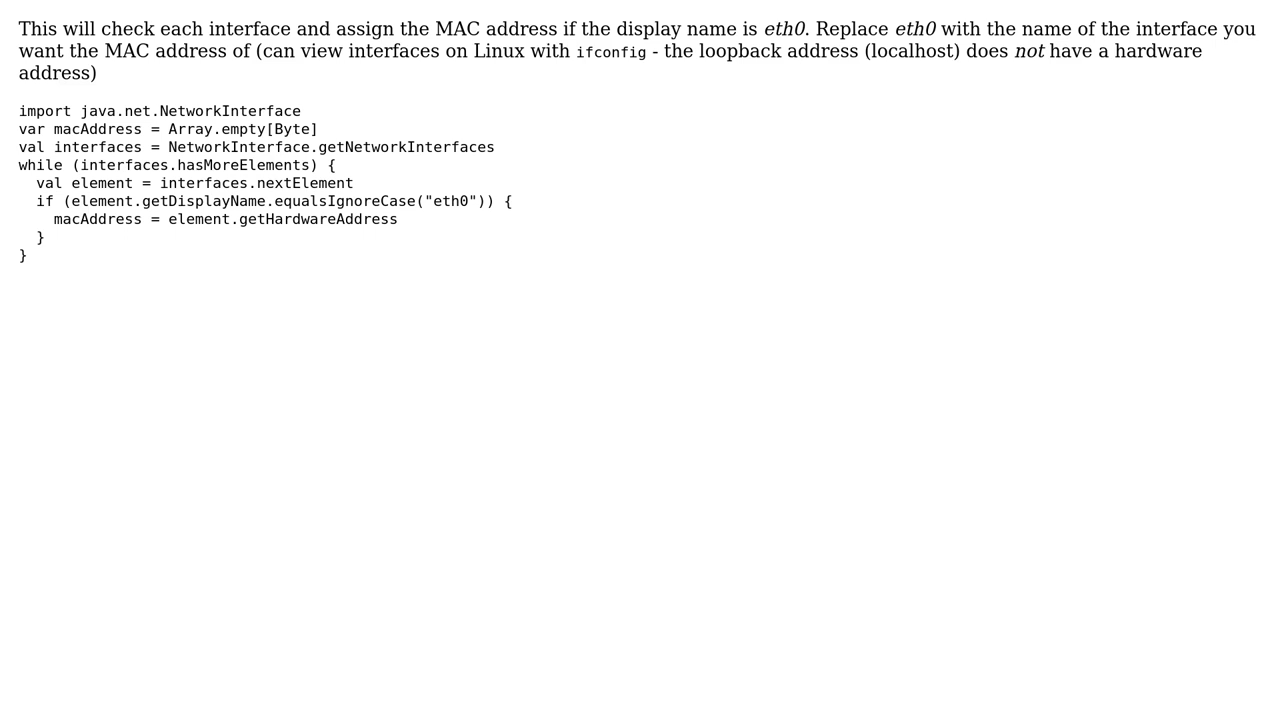 This will check each interface and assign the MAC address if the display name is eth0. Replace eth0 with the name of the interface you
want the MAC address of (can view interfaces on Linux with ifconfig - the loopback address (localhost) does not have a hardware
address)
import java.net.NetworkInterface
var macAddress = Array.empty[Byte]
val interfaces = NetworkInterface.getNetworkInterfaces
while (interfaces.hasMoreElements) {
  val element = interfaces.nextElement
  if (element.getDisplayName.equalsIgnoreCase("eth0")) {
    macAddress = element.getHardwareAddress
  }
}